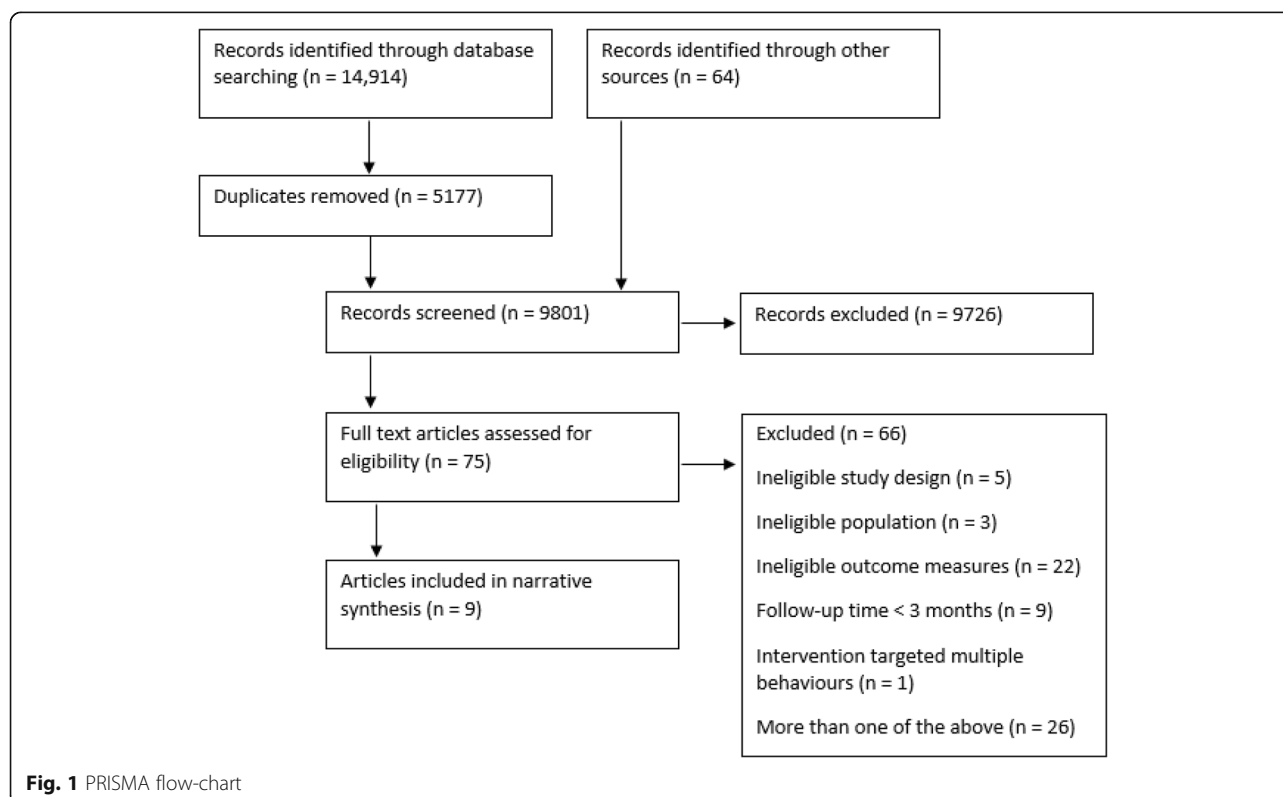 Records identified through database
searching (n = 14,914)
Records identified through other
sources (n = 64)
Duplicates removed (n = 5177)
Records screened (n = 9801)
Records excluded (n = 9726)
Full text articles assessed for
eligibility (n = 75)
Excluded (n = 66)
Ineligible study design (n = 5)
Ineligible population (n = 3)
Ineligible outcome measures (n = 22)
Follow-up time < 3 months (n = 9)
Intervention targeted multiple
behaviours (n = 1)
More than one of the above (n = 26)
Articles included in narrative
synthesis (n = 9)
Fig. 1 PRISMA flow-chart